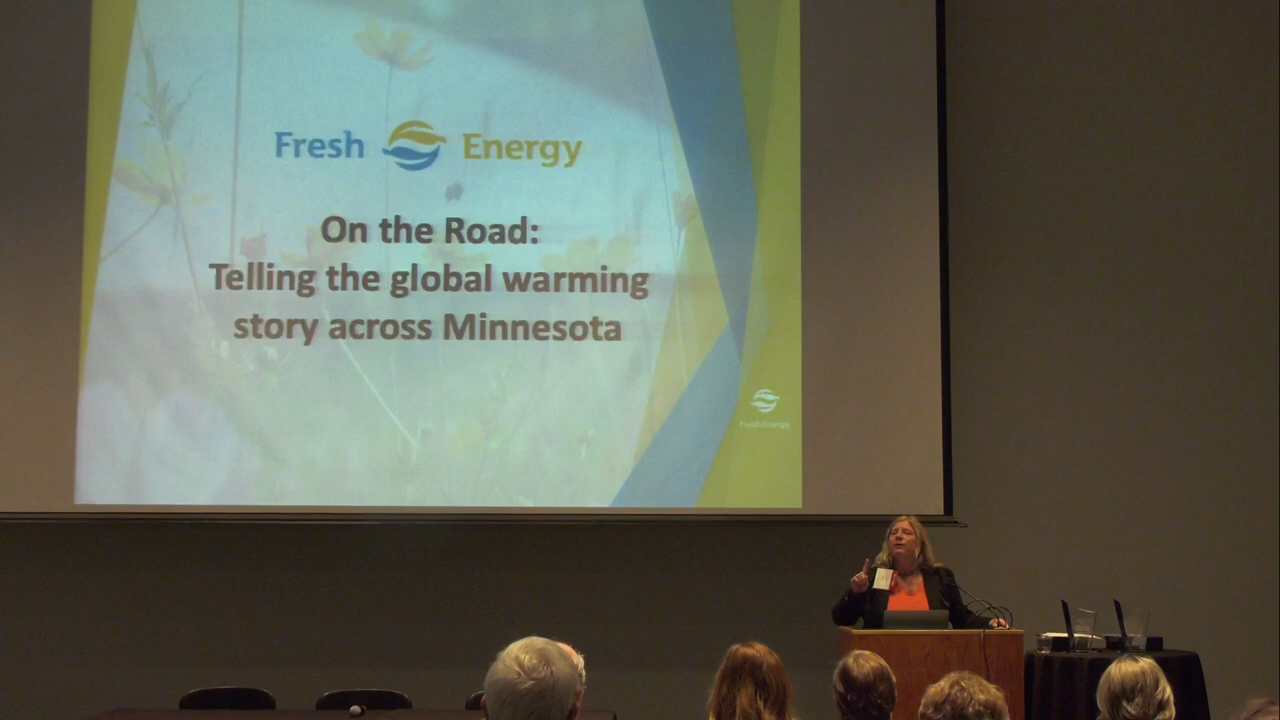 Fresh Energy
On the Road:
Telling the global warming
story across Minnesota
Fresh Energy